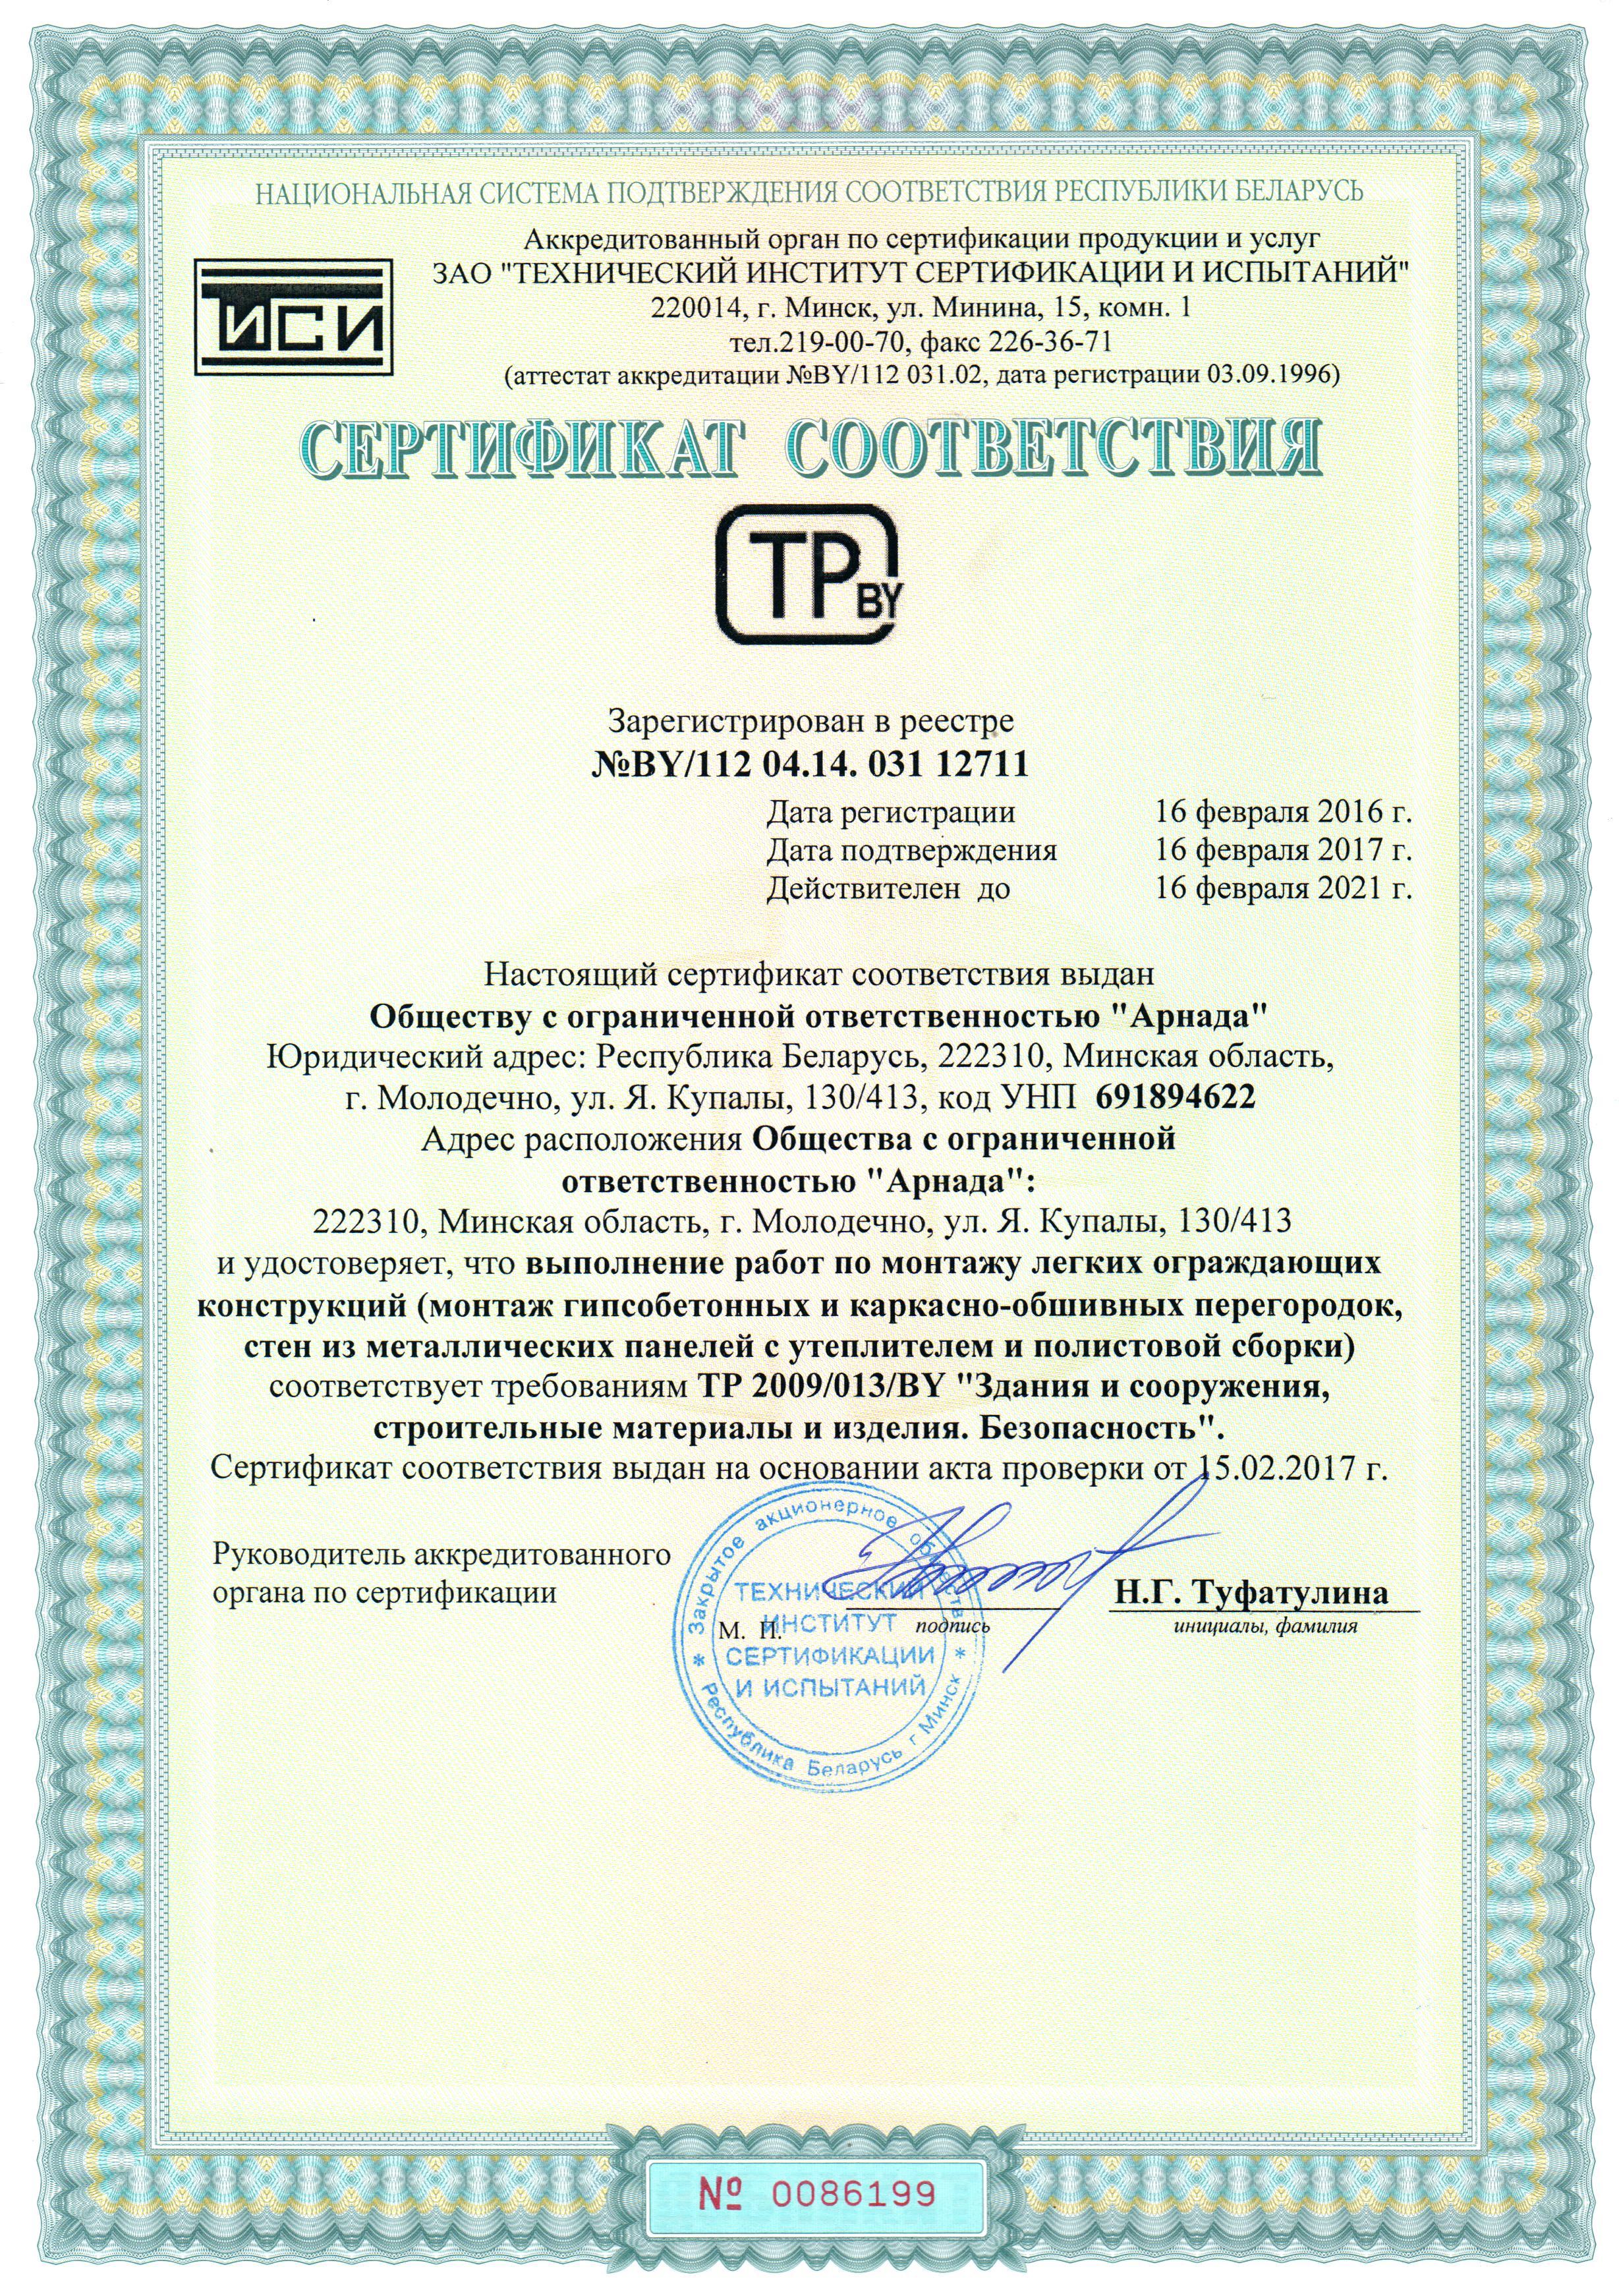 НАЦИОНАЛЬНАЯ СИСТЕМА ПОДТВЕРЖДЕНИЯ СООТВЕТСТВИЯ РЕСПУБЛИКИ БЕЛАРУСЬ
ТИСИ
Аккредитованный орган по сертификации продукции и услуг
ЗАО "ТЕХНИЧЕСКИЙ ИНСТИТУТ СЕРТИФИКАЦИИ И ИСПЫТАНИЙ"
220014, г. Минск, ул. Минина, 15, комн. 1
тел.219-00-70, факс 226-36-71
(аттестат аккредитации №BY/112 031.02, дата регистрации 03.09.1996)
СЕРТИФИКАТ СООТВЕТСТВИЯ
ТР BY
Зарегистрирован в реестре
№BY/112 04.14. 031 12711
Дата регистрации 16 февраля 2016 г.
Дата подтверждения 16 февраля 2017 г.
Действителен до 16 февраля 2021 г.
Настоящий сертификат соответствия выдан
Обществу с ограниченной ответственностью "Арнада"
Юридический адрес: Республика Беларусь, 222310, Минская область,
г. Молодечно, ул. Я. Купалы, 130/413, код УНП 691894622
Адрес расположения Общества с ограниченной
ответственностью "Арнада":
222310, Минская область, г. Молодечно, ул. Я. Купалы, 130/413
и удостоверяет, что выполнение работ по монтажу легких ограждающих
конструкций (монтаж гипсобетонных и каркасно-обшивных перегородок,
стен из металлических панелей с утеплителем и полистовой сборки)
соответствует требованиям ТР 2009/013/BY "Здания и сооружения,
строительные материалы и изделия. Безопасность".
Сертификат соответствия выдан на основании акта проверки от 15.02.2017 г.
Руководитель аккредитованного
органа по сертификации
Н.Г. Туфатулина
М. П.
подпись
инициалы, фамилия
Закрытое акционерное общество
ТЕХНИЧЕСКИЙ
ИНСТИТУТ
СЕРТИФИКАЦИИ
И ИСПЫТАНИЙ
* Республика Беларусь г Минск *
№ 0086199